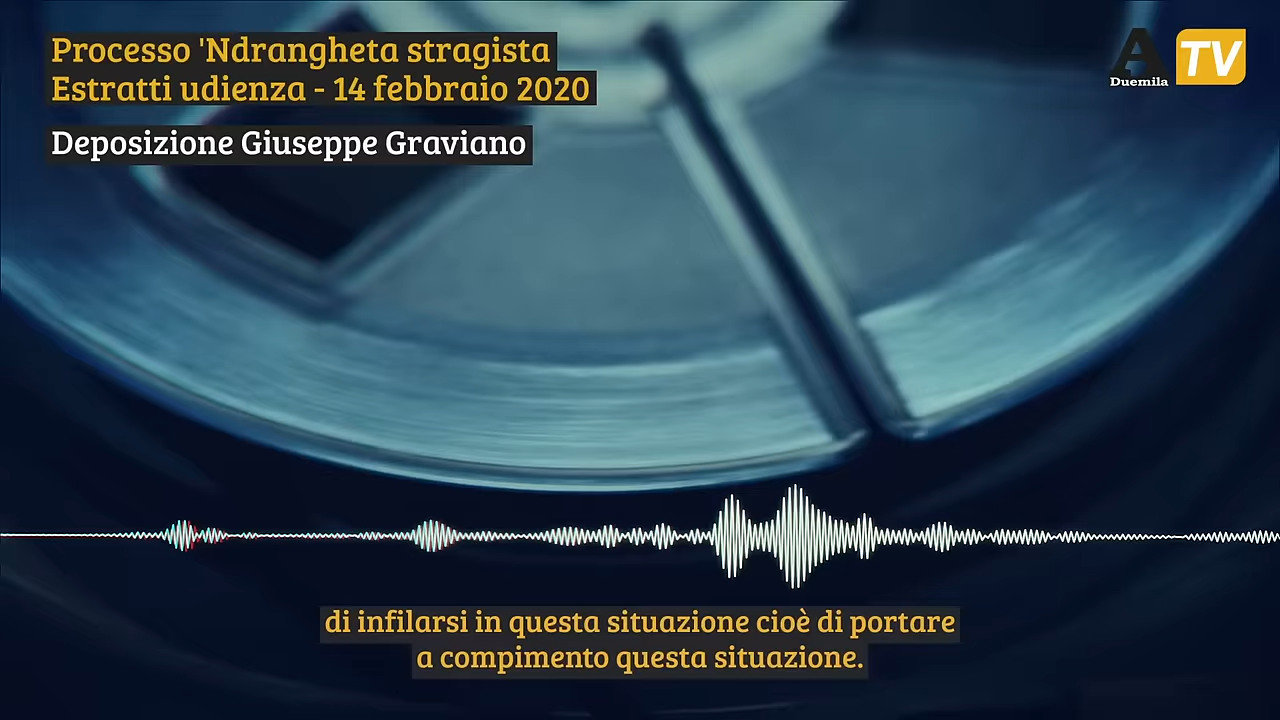 Processo 'Ndrangheta stragista
Estratti udienza - 14 febbraio 2020
Deposizione Giuseppe Graviano
A
Duemila
TV
di infilarsi in questa situazione cioè di portare
a compimento questa situazione.